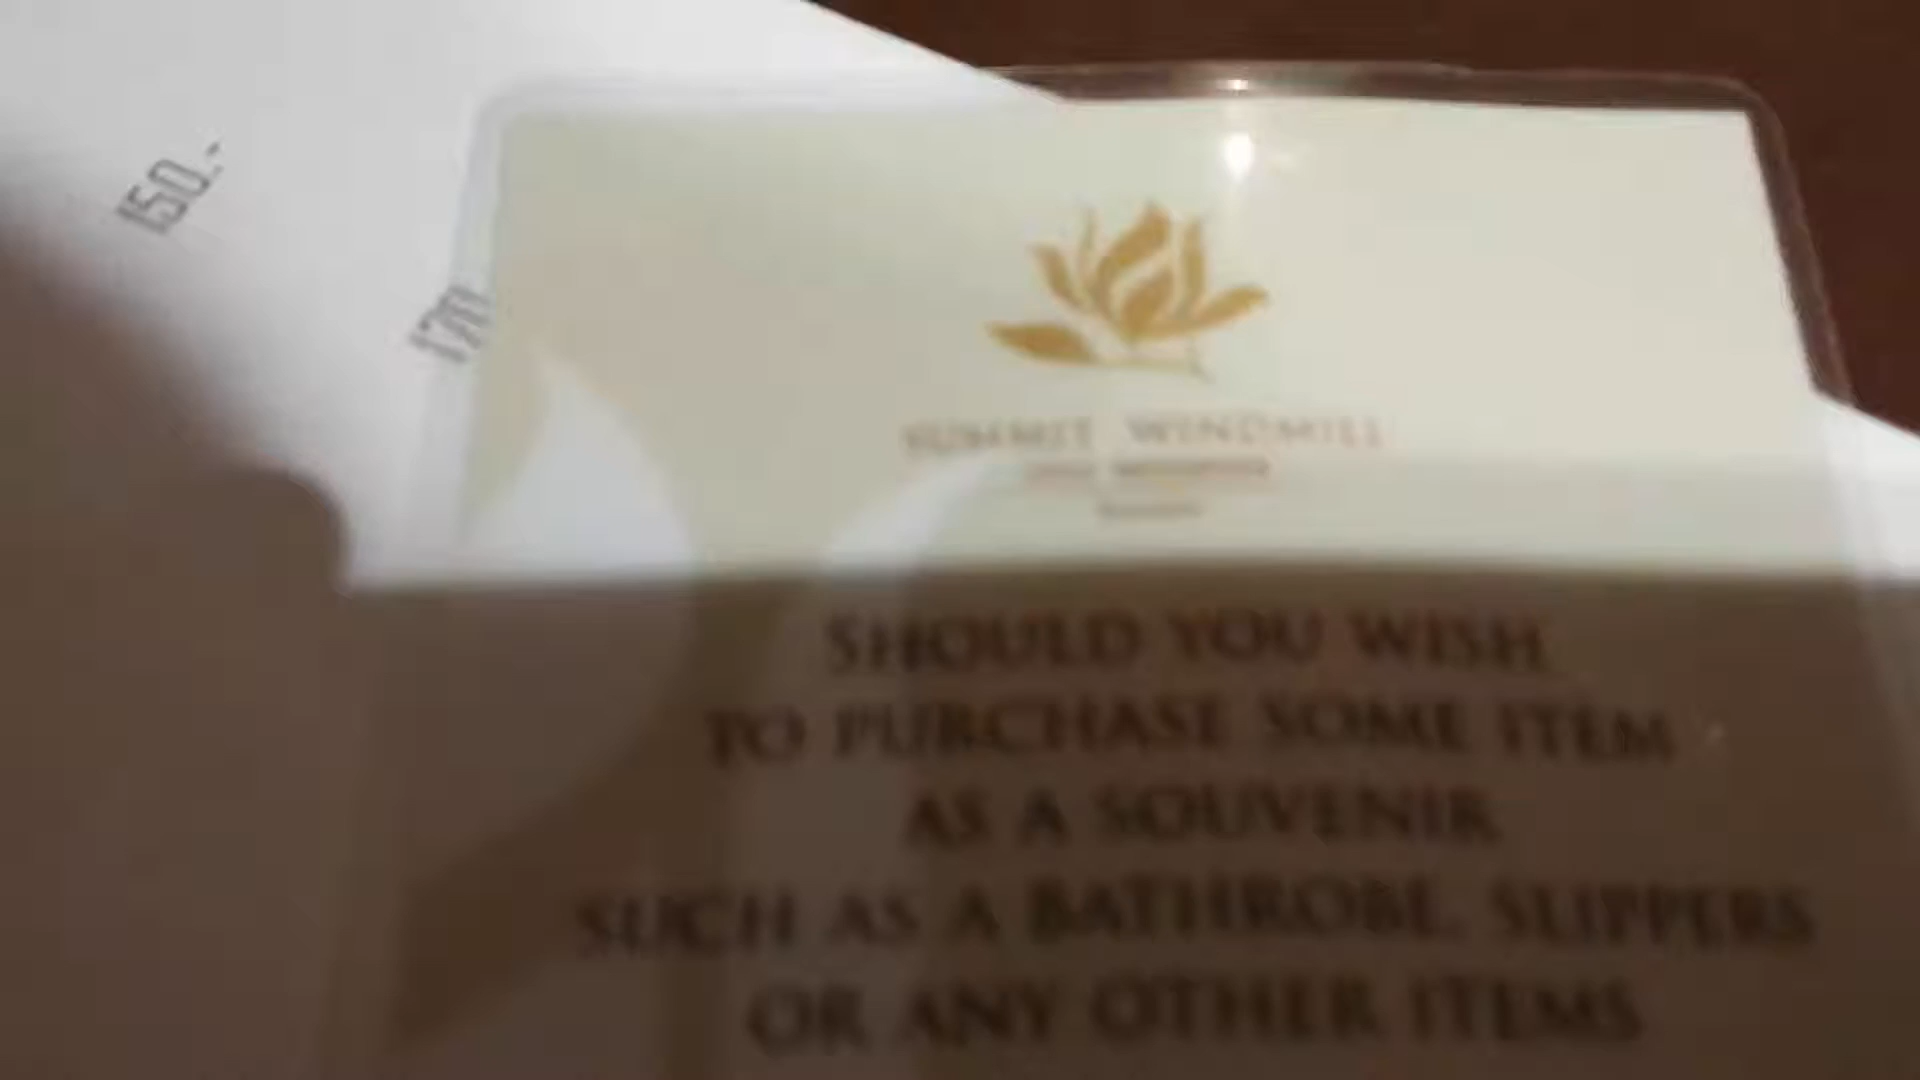 150.-
170
SUMMIT WINDMILL
SHOULD YOU WISH
TO PURCHASE SOME ITEM
AS A SOUVENIR
SUCH AS A BATHROBE, SLIPPERS
OR ANY OTHER ITEMS